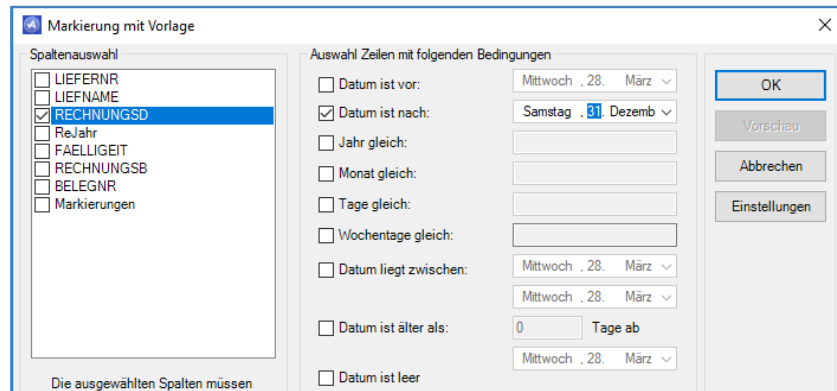 Markierung mit Vorlage
Spaltenauswahl
LIEFERNR
LIEFNAME
RECHNUNGSD
ReJahr
FAELLIGEIT
RECHNUNGSB
BELEGNR
Markierungen
Die ausgewählten Spalten müssen
Auswahl Zeilen mit folgenden Bedingungen
Datum ist vor: Mittwoch , 28. März
Datum ist nach: Samstag , 31. Dezemb
Jahr gleich:
Monat gleich:
Tage gleich:
Wochentage gleich:
Datum liegt zwischen: Mittwoch , 28. März
Mittwoch , 28. März
Datum ist älter als: 0 Tage ab
Mittwoch , 28. März
Datum ist leer
OK
Vorschau
Abbrechen
Einstellungen